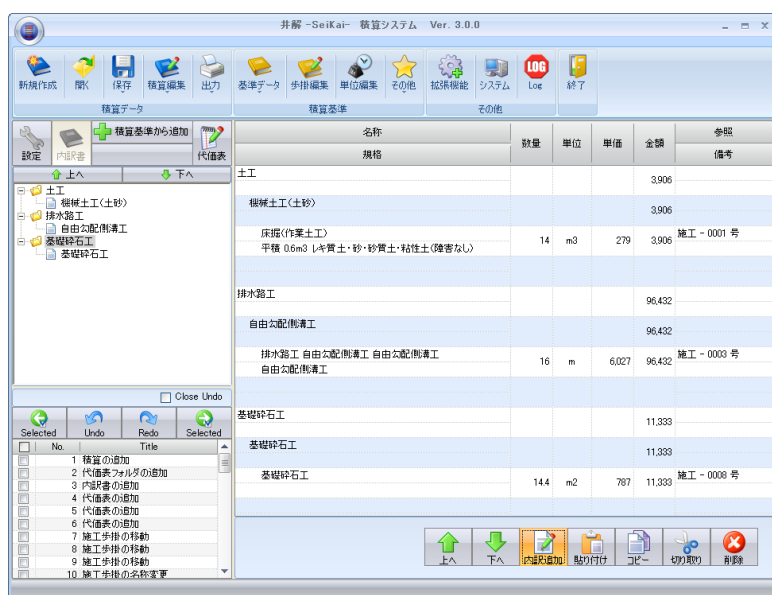 井解 -SeiKai- 積算システム Ver. 3.0.0
新規作成 開く 保存 積算編集 出力 基準データ 歩掛編集 単位編集 その他 拡張機能 システム Log 終了
積算データ 積算基準 その他
設定 内訳書 積算基準から追加 代価表
上へ 下へ
土工
機械土工(土砂)
排水路工
自由勾配側溝工
基礎砕石工
基礎砕石工
Close Undo
Selected Undo Redo Selected
No. Title
1 積算の追加
2 代価表フォルダの追加
3 内訳書の追加
4 代価表の追加
5 代価表の追加
6 代価表の追加
7 施工歩掛の移動
8 施工歩掛の移動
9 施工歩掛の移動
10 施工歩掛の名称変更
名称 数量 単位 単価 金額 参照
規格 備考
土工 3,906
機械土工(土砂) 3,906
床掘(作業土工) 14 m3 279 3,906 施工 - 0001 号
平積 0.6m3 レキ質土・砂・砂質土・粘性土(障害なし)
排水路工 96,432
自由勾配側溝工 96,432
排水路工 自由勾配側溝工 自由勾配側溝工 16 m 6,027 96,432 施工 - 0003 号
自由勾配側溝工
基礎砕石工 11,333
基礎砕石工 11,333
基礎砕石工 14.4 m2 787 11,333 施工 - 0008 号
上へ 下へ 内訳追加 貼り付け コピー 切り取り 削除